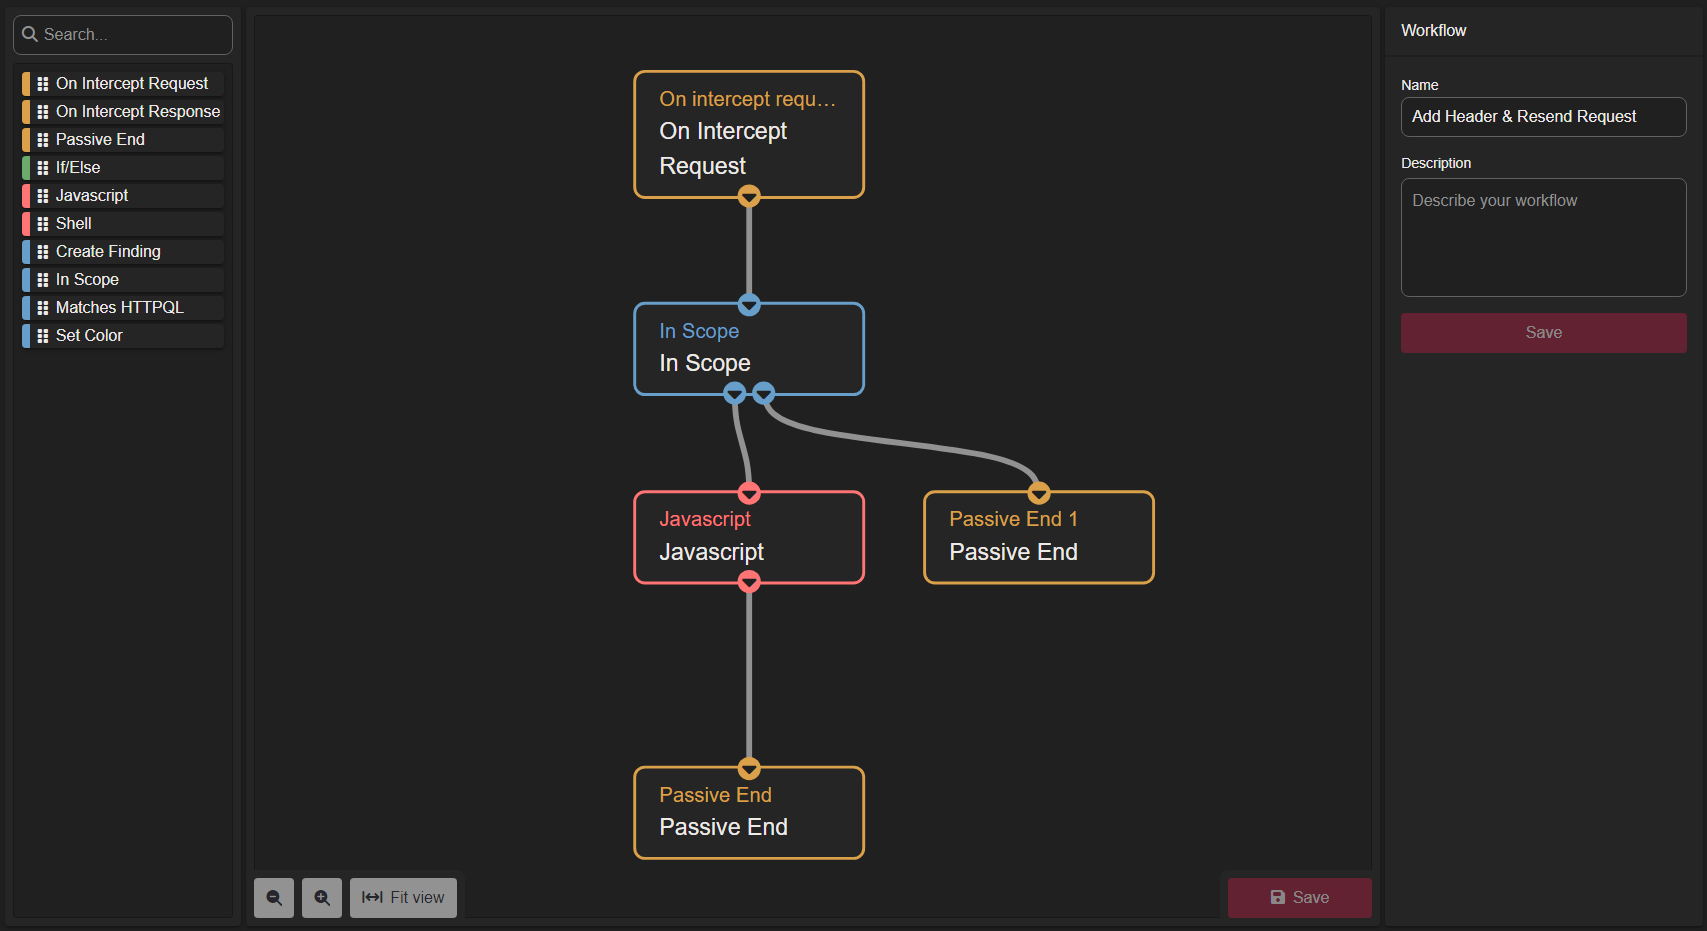 Search...
On Intercept Request
On Intercept Response
Passive End
If/Else
Javascript
Shell
Create Finding
In Scope
Matches HTTPQL
Set Color
On intercept requ...
On Intercept
Request
In Scope
In Scope
Javascript
Javascript
Passive End 1
Passive End
Passive End
Passive End
Fit view
Save
Workflow
Name
Add Header & Resend Request
Description
Describe your workflow
Save